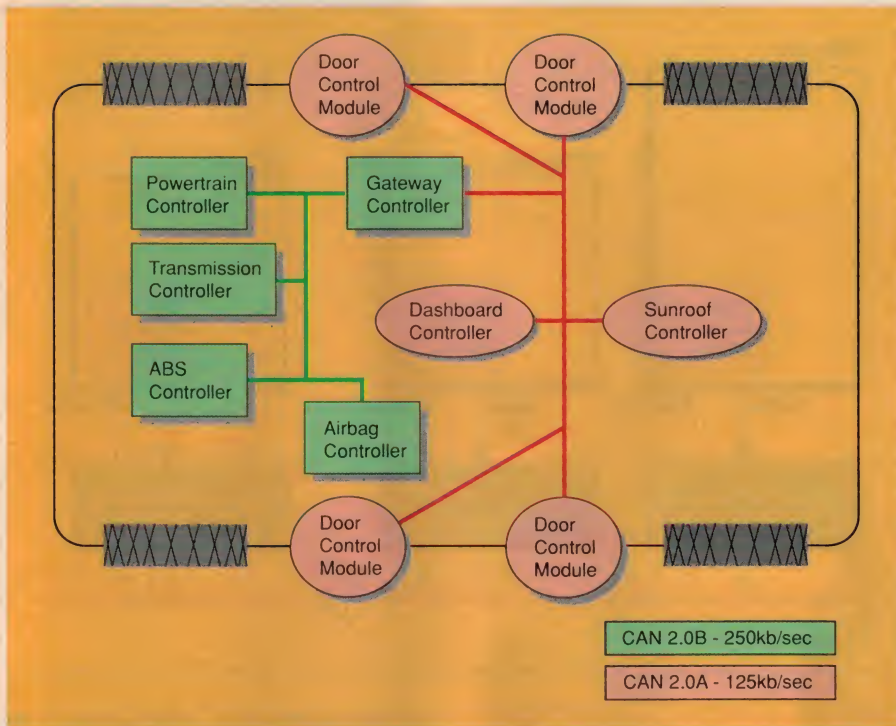 Door
Control
Module
Door
Control
Module
Powertrain
Controller
Gateway
Controller
Transmission
Controller
Dashboard
Controller
Sunroof
Controller
ABS
Controller
Airbag
Controller
Door
Control
Module
Door
Control
Module
CAN 2.0B - 250kb/sec
CAN 2.0A - 125kb/sec